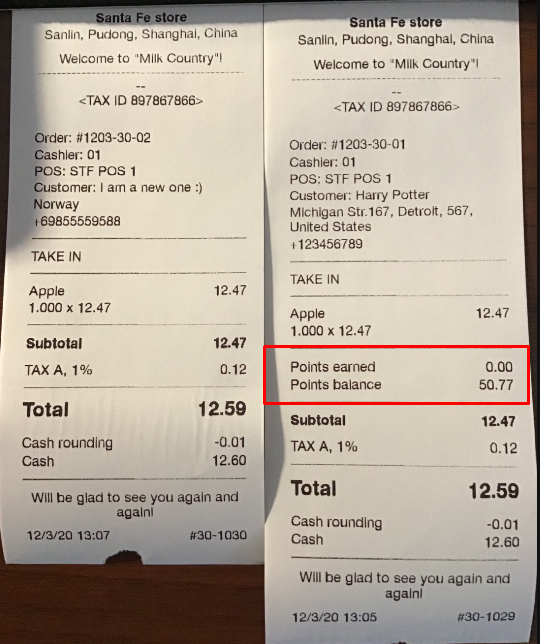 Santa Fe store
Sanlin, Pudong, Shanghai, China
Welcome to "Milk Country"!
--
<TAX ID 897867866>
Order: #1203-30-02
Cashier: 01
POS: STF POS 1
Customer: I am a new one :)
Norway
+69855559588
TAKE IN
Apple 12.47
1.000 x 12.47
Subtotal 12.47
TAX A, 1% 0.12
Total 12.59
Cash rounding -0.01
Cash 12.60
Will be glad to see you again and
again!
12/3/20 13:07 #30-1030
Santa Fe store
Sanlin, Pudong, Shanghai, China
Welcome to "Milk Country"!
--
<TAX ID 897867866>
Order: #1203-30-01
Cashier: 01
POS: STF POS 1
Customer: Harry Potter
Michigan Str.167, Detroit, 567,
United States
+123456789
TAKE IN
Apple 12.47
1.000 x 12.47
Points earned 0.00
Points balance 50.77
Subtotal 12.47
TAX A, 1% 0.12
Total 12.59
Cash rounding -0.01
Cash 12.60
Will be glad to see you again and
again!
12/3/20 13:05 #30-1029